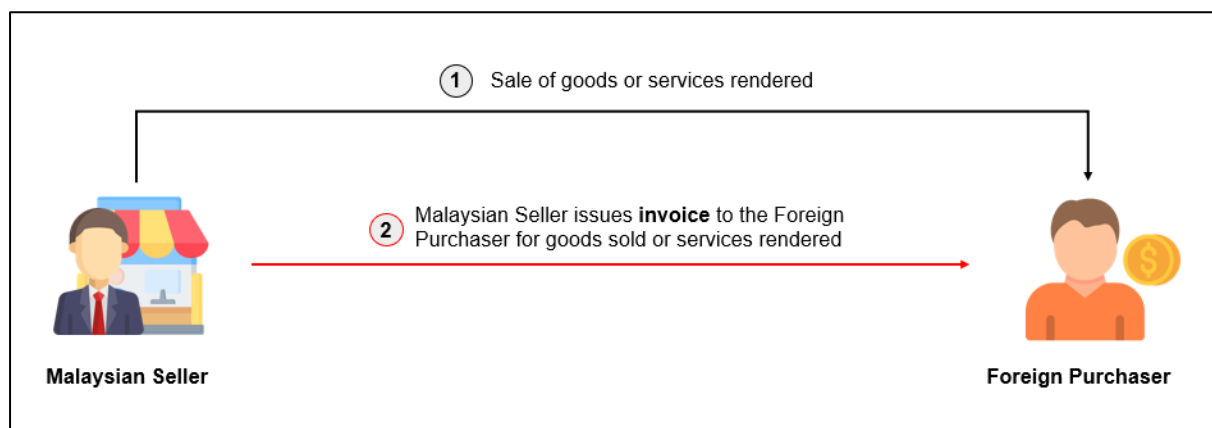 1 Sale of goods or services rendered
2 Malaysian Seller issues invoice to the Foreign
Purchaser for goods sold or services rendered
$
Malaysian Seller
Foreign Purchaser